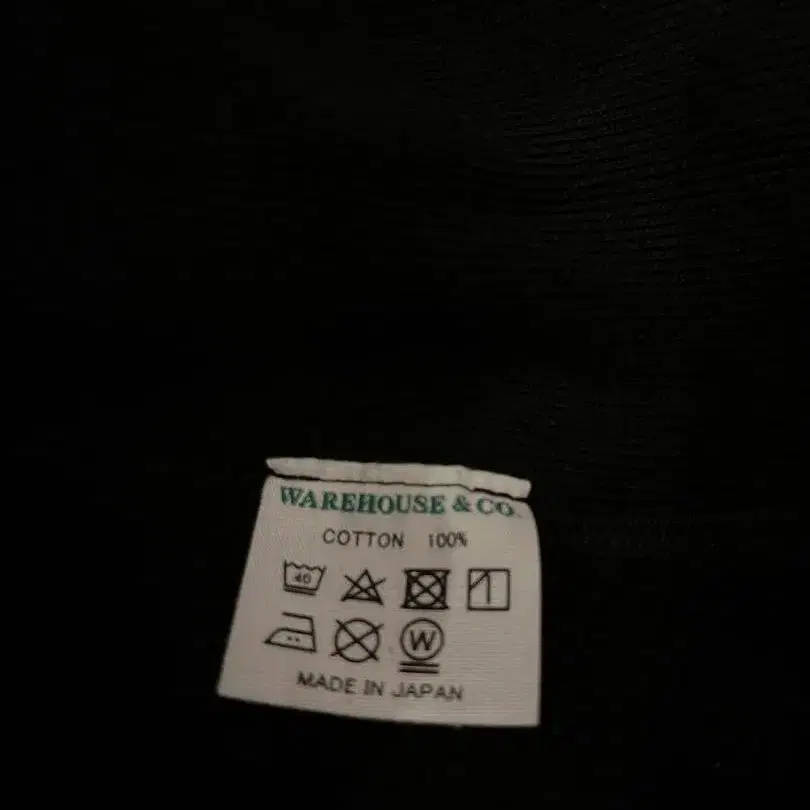 WAREHOUSE & CO.
COTTON 100%
40
W
MADE IN JAPAN